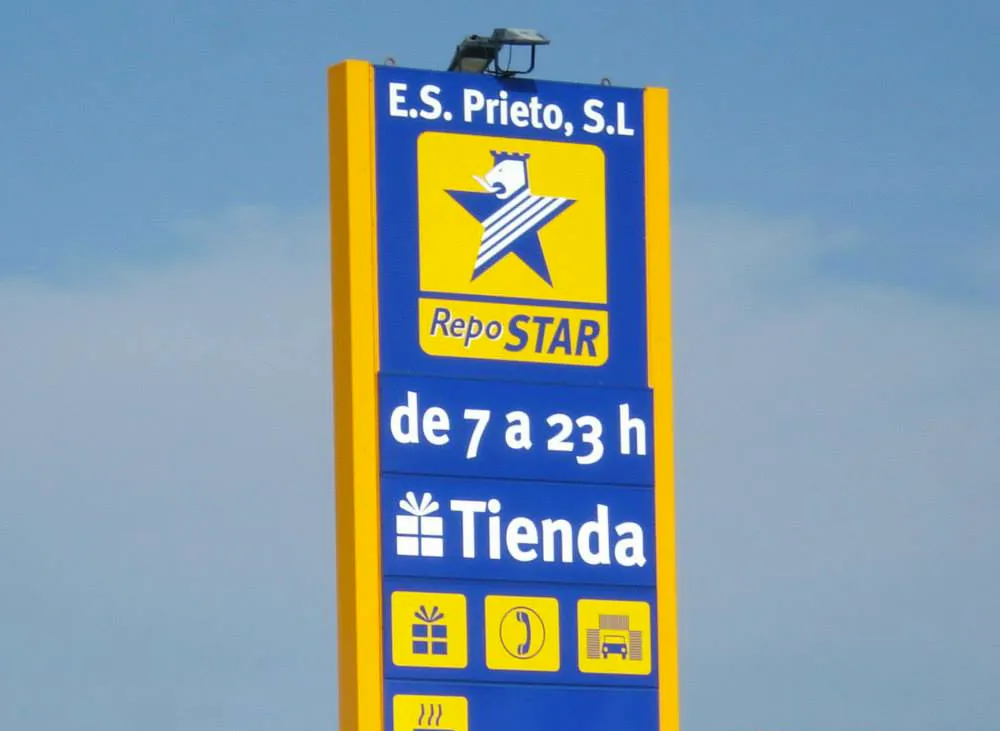 E.S. Prieto, S.L
Repo STAR
de 7 a 23 h
Tienda